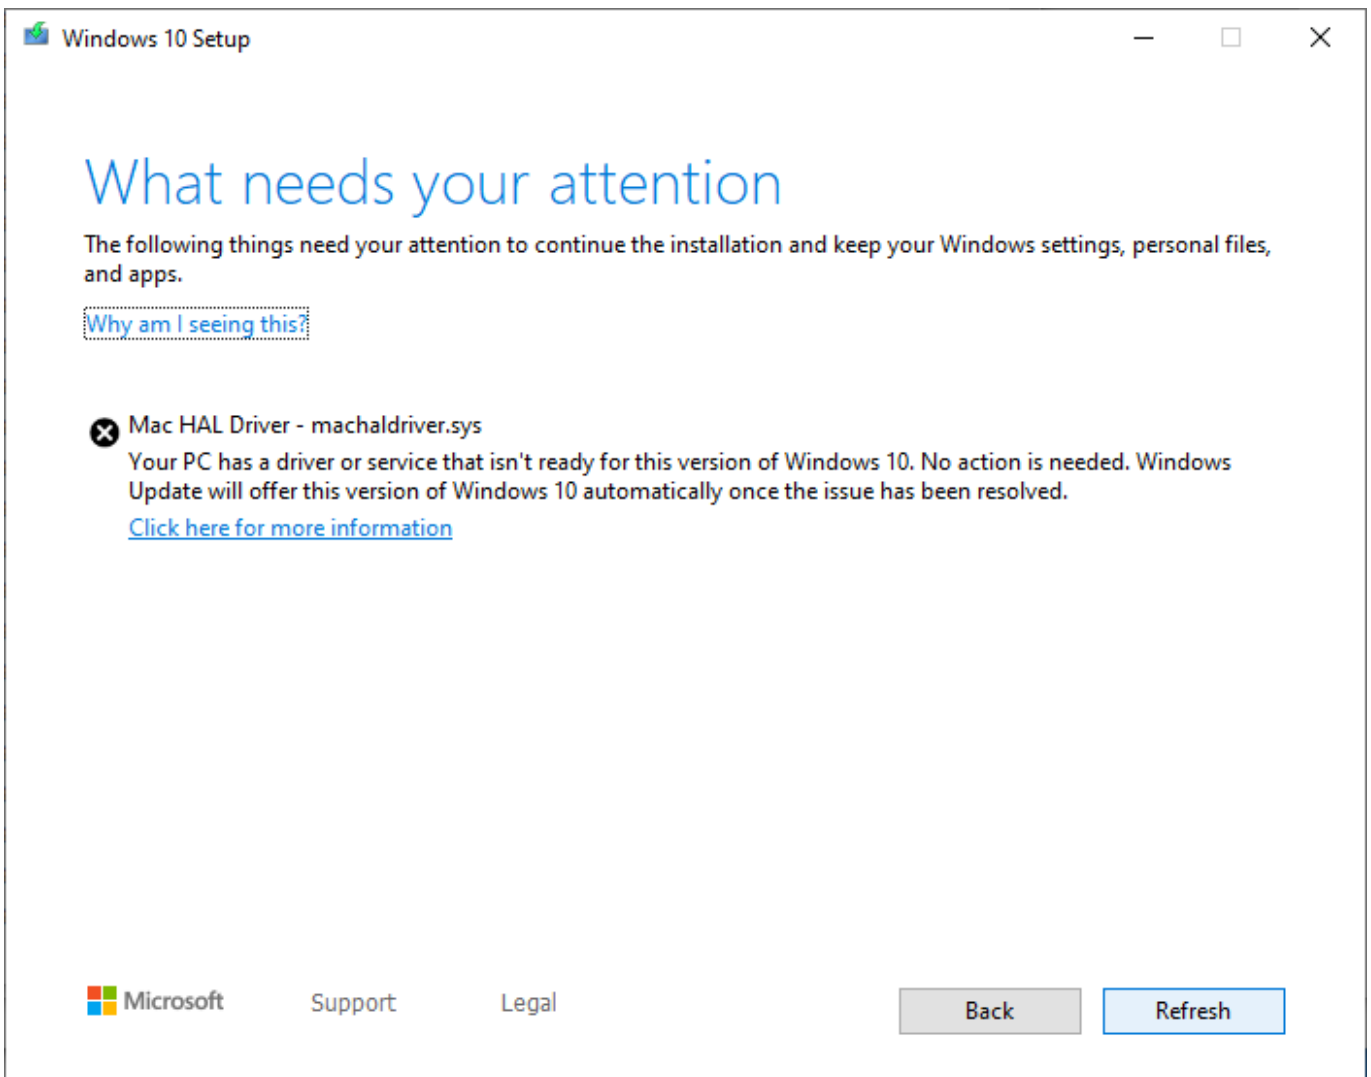 Windows 10 Setup
What needs your attention
The following things need your attention to continue the installation and keep your Windows settings, personal files,
and apps.
Why am I seeing this?
Mac HAL Driver - machaldriver.sys
Your PC has a driver or service that isn't ready for this version of Windows 10. No action is needed. Windows
Update will offer this version of Windows 10 automatically once the issue has been resolved.
Click here for more information
Microsoft Support Legal Back Refresh